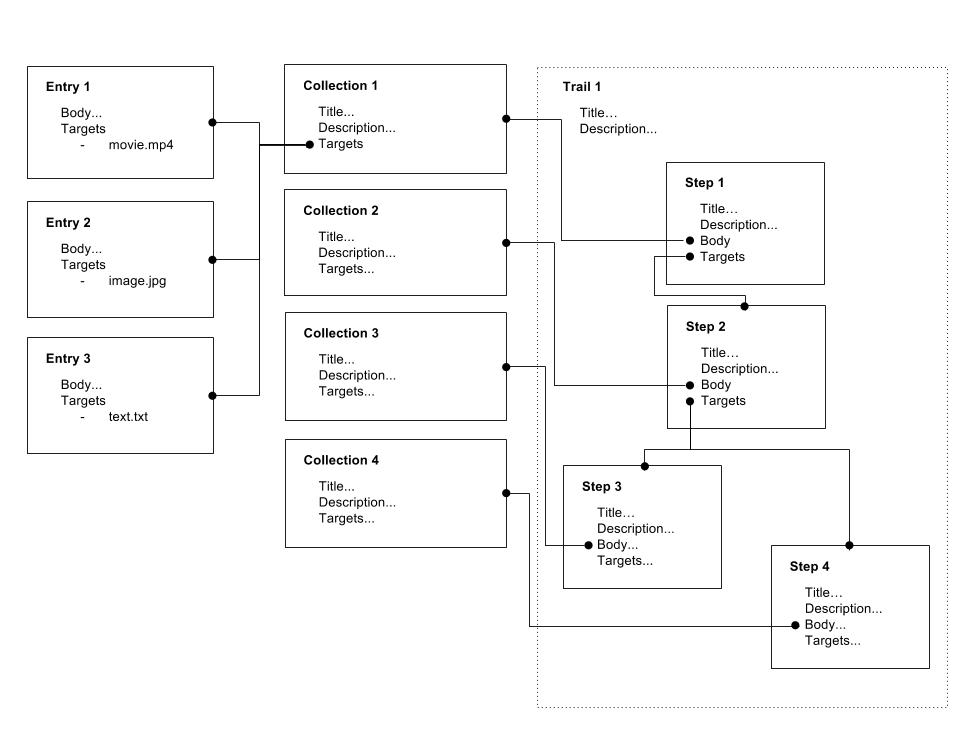 Entry 1
Body...
Targets
- movie.mp4
Entry 2
Body...
Targets
- image.jpg
Entry 3
Body...
Targets
- text.txt
Collection 1
Title...
Description...
Targets
Collection 2
Title...
Description...
Targets...
Collection 3
Title...
Description...
Targets...
Collection 4
Title...
Description...
Targets...
Trail 1
Title...
Description...
Step 1
Title...
Description...
Body
Targets
Step 2
Title...
Description...
Body
Targets
Step 3
Title...
Description...
Body...
Targets...
Step 4
Title...
Description...
Body...
Targets...